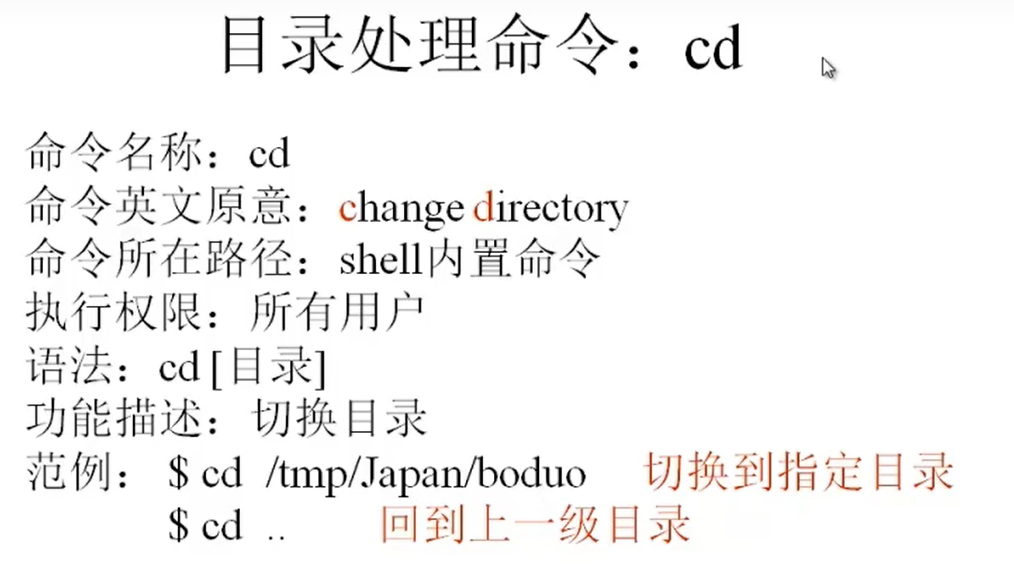 目录处理命令：cd
命令名称：cd
命令英文原意：change directory
命令所在路径：shell内置命令
执行权限：所有用户
语法：cd [目录]
功能描述：切换目录
范例： $ cd /tmp/Japan/boduo 切换到指定目录
$ cd .. 回到上一级目录